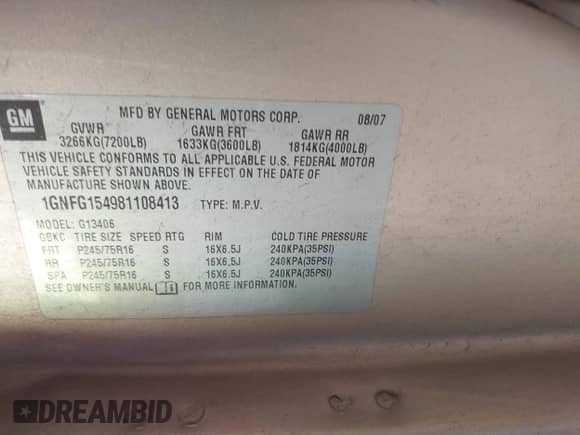 GM
MFD BY GENERAL MOTORS CORP. 08/07
GVWR GAWR FRT GAWR RR
3266KG(7200LB) 1633KG(3600LB) 1814KG(4000LB)
THIS VEHICLE CONFORMS TO ALL APPLICABLE U.S. FEDERAL MOTOR
VEHICLE SAFETY STANDARDS IN EFFECT ON THE DATE OF
MANUFACTURE SHOWN ABOVE.
1GNFG154981108413 TYPE: M.P.V.
MODEL: G13406
GBKC TIRE SIZE SPEED RTG RIM COLD TIRE PRESSURE
FRT P245/75R16 S 16X6.5J 240KPA(35PSI)
RR P245/75R16 S 16X6.5J 240KPA(35PSI)
SPA P245/75R16 S 16X6.5J 240KPA(35PSI)
SEE OWNER'S MANUAL FOR MORE INFORMATION.
DREAMBID